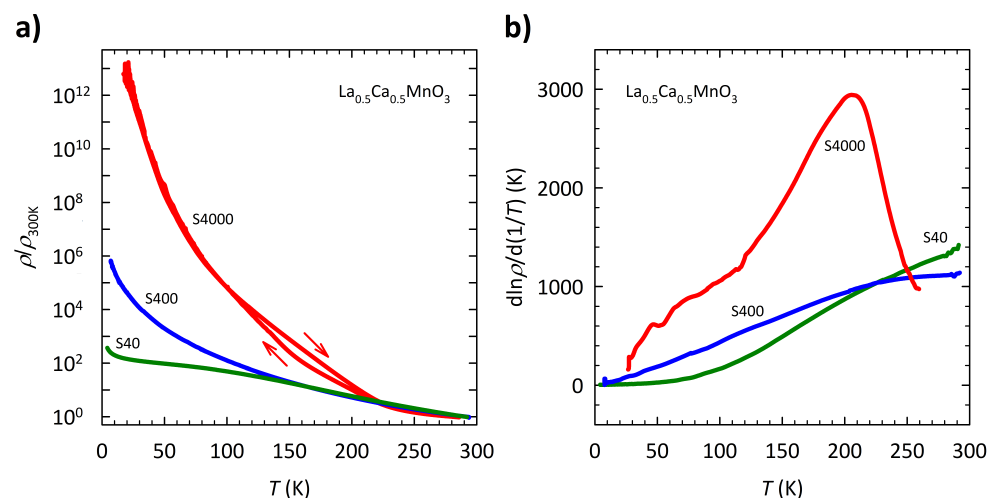 a)
La0.5Ca0.5MnO3
10^12
10^10
10^8
10^6
10^4
10^2
10^0
ρ/ρ300K
S4000
S400
S40
0 50 100 150 200 250 300
T (K)
b)
La0.5Ca0.5MnO3
3000
2000
1000
0
dlnρ/d(1/T) (K)
S4000
S40
S400
0 50 100 150 200 250 300
T (K)